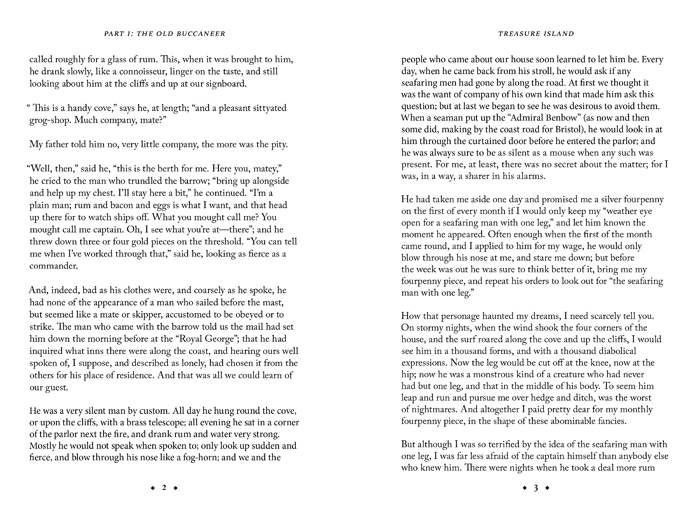 PART I: THE OLD BUCCANEER
called roughly for a glass of rum. This, when it was brought to him,
he drank slowly, like a connoisseur, linger on the taste, and still
looking about him at the cliffs and up at our signboard.
“ This is a handy cove,” says he, at length; “and a pleasant sittyated
grog-shop. Much company, mate?”
My father told him no, very little company, the more was the pity.
“Well, then,” said he, “this is the berth for me. Here you, matey,”
he cried to the man who trundled the barrow; “bring up alongside
and help up my chest. I’ll stay here a bit,” he continued. “I’m a
plain man; rum and bacon and eggs is what I want, and that head
up there for to watch ships off. What you mought call me? You
mought call me captain. Oh, I see what you’re at—there”; and he
threw down three or four gold pieces on the threshold. “You can tell
me when I’ve worked through that,” said he, looking as fierce as a
commander.
And, indeed, bad as his clothes were, and coarsely as he spoke, he
had none of the appearance of a man who sailed before the mast,
but seemed like a mate or skipper, accustomed to be obeyed or to
strike. The man who came with the barrow told us the mail had set
him down the morning before at the “Royal George”; that he had
inquired what inns there were along the coast, and hearing ours well
spoken of, I suppose, and described as lonely, had chosen it from the
others for his place of residence. And that was all we could learn of
our guest.
He was a very silent man by custom. All day he hung round the cove,
or upon the cliffs, with a brass telescope; all evening he sat in a corner
of the parlor next the fire, and drank rum and water very strong.
Mostly he would not speak when spoken to; only look up sudden and
fierce, and blow through his nose like a fog-horn; and we and the
◆ 2 ◆
TREASURE ISLAND
people who came about our house soon learned to let him be. Every
day, when he came back from his stroll, he would ask if any
seafaring men had gone by along the road. At first we thought it
was the want of company of his own kind that made him ask this
question; but at last we began to see he was desirous to avoid them.
When a seaman put up the “Admiral Benbow” (as now and then
some did, making by the coast road for Bristol), he would look in at
him through the curtained door before he entered the parlor; and
he was always sure to be as silent as a mouse when any such was
present. For me, at least, there was no secret about the matter; for I
was, in a way, a sharer in his alarms.
He had taken me aside one day and promised me a silver fourpenny
on the first of every month if I would only keep my “weather eye
open for a seafaring man with one leg,” and let him known the
moment he appeared. Often enough when the first of the month
came round, and I applied to him for my wage, he would only
blow through his nose at me, and stare me down; but before
the week was out he was sure to think better of it, bring me my
fourpenny piece, and repeat his orders to look out for “the seafaring
man with one leg.”
How that personage haunted my dreams, I need scarcely tell you.
On stormy nights, when the wind shook the four corners of the
house, and the surf roared along the cove and up the cliffs, I would
see him in a thousand forms, and with a thousand diabolical
expressions. Now the leg would be cut off at the knee, now at the
hip; now he was a monstrous kind of a creature who had never
had but one leg, and that in the middle of his body. To seem him
leap and run and pursue me over hedge and ditch, was the worst
of nightmares. And altogether I paid pretty dear for my monthly
fourpenny piece, in the shape of these abominable fancies.
But although I was so terrified by the idea of the seafaring man with
one leg, I was far less afraid of the captain himself than anybody else
who knew him. There were nights when he took a deal more rum
◆ 3 ◆